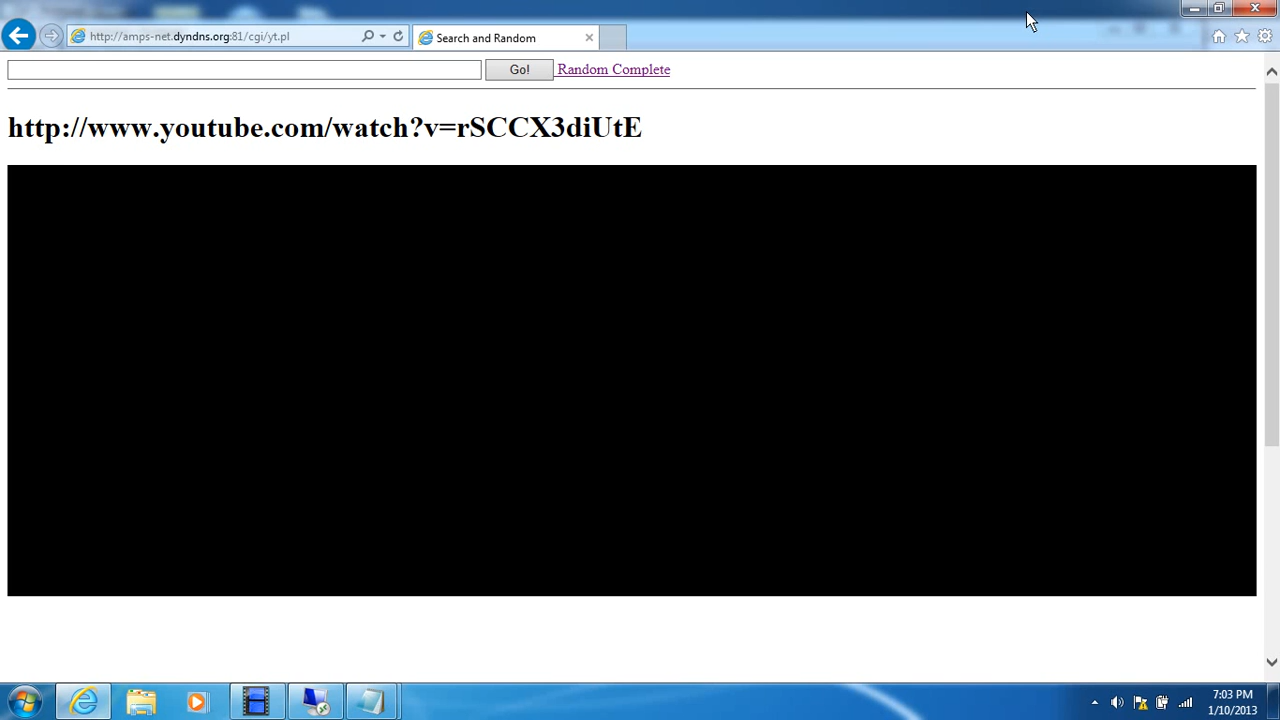 http://amps-net.dyndns.org:81/cgi/yt.pl
Search and Random
Go! Random Complete
http://www.youtube.com/watch?v=rSCCX3diUtE
7:03 PM
1/10/2013